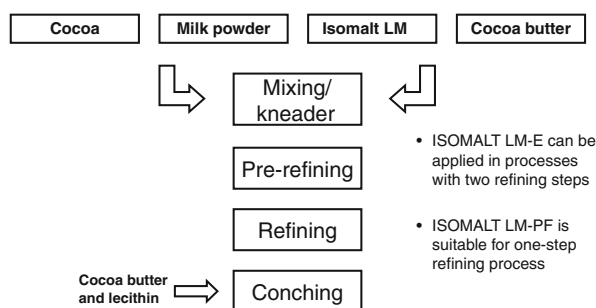 Cocoa
Milk powder
Isomalt LM
Cocoa butter
Mixing/
kneader
Pre-refining
Refining
Conching
Cocoa butter
and lecithin
• ISOMALT LM-E can be
applied in processes
with two refining steps
• ISOMALT LM-PF is
suitable for one-step
refining process